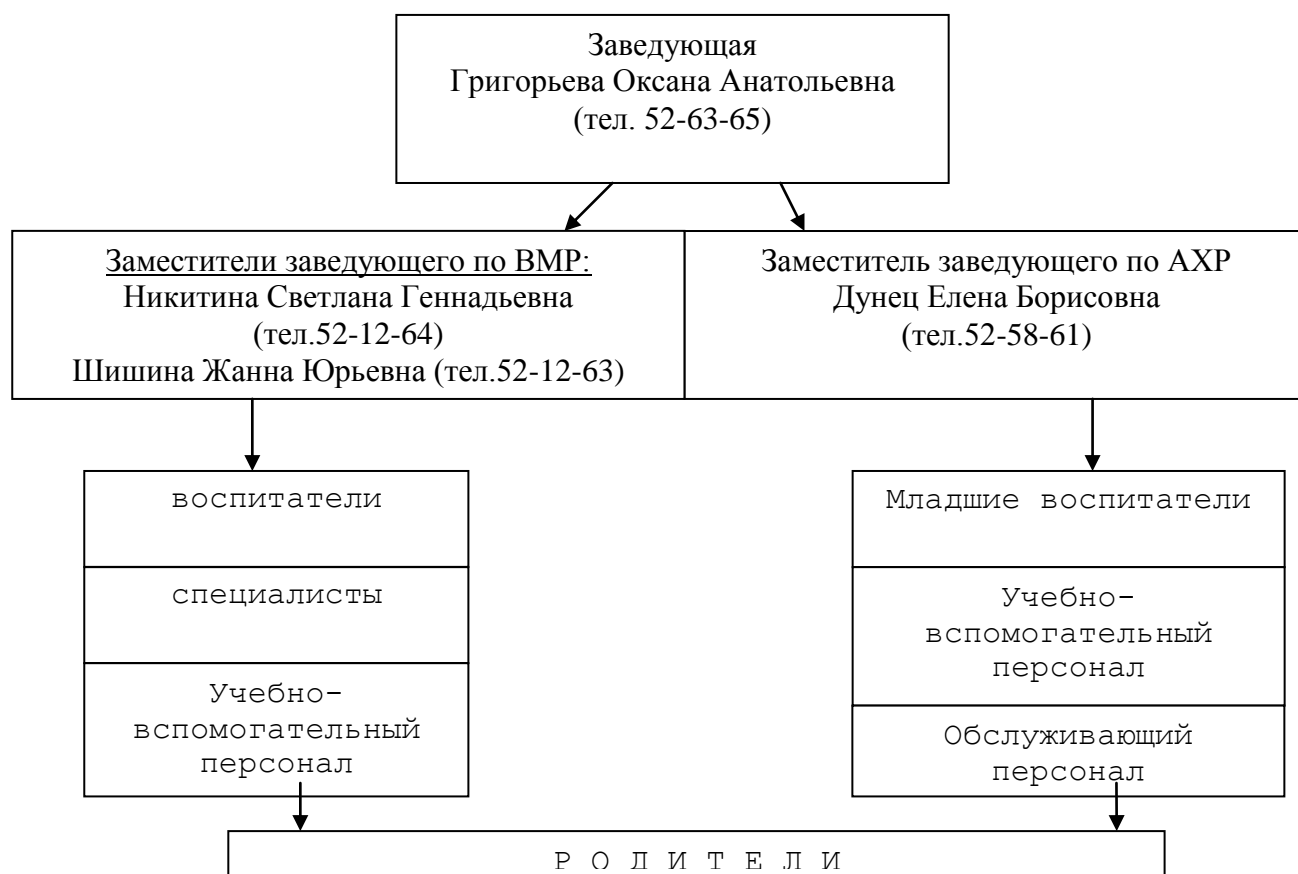 Заведующая
Григорьева Оксана Анатольевна
(тел. 52-63-65)
Заместители заведующего по ВМР:
Никитина Светлана Геннадьевна
(тел.52-12-64)
Шишина Жанна Юрьевна (тел.52-12-63)
Заместитель заведующего по АХР
Дунец Елена Борисовна
(тел.52-58-61)
воспитатели
специалисты
Учебно-
вспомогательный
персонал
Младшие воспитатели
Учебно-
вспомогательный
персонал
Обслуживающий
персонал
Р О Д И Т Е Л И